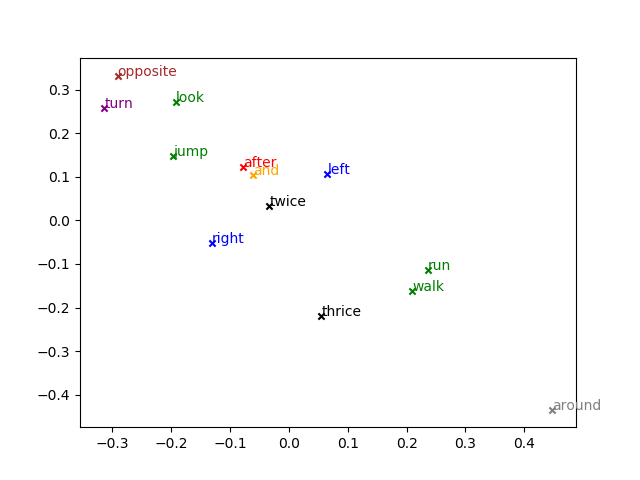 opposite
0.3
look
turn
0.2
jump
after
and
left
0.1
twice
0.0
right
−0.1
run
walk
−0.2
thrice
−0.3
−0.4
around
−0.3 −0.2 −0.1 0.0 0.1 0.2 0.3 0.4